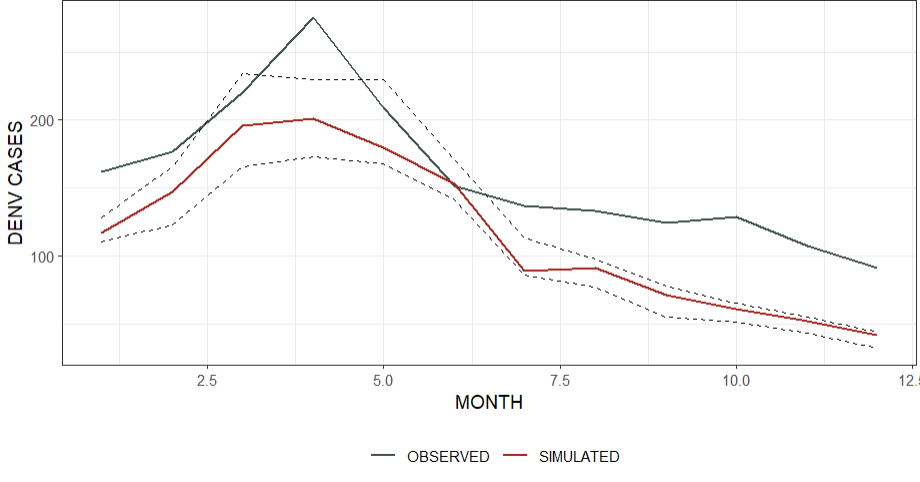 200
100
DENV CASES
2.5 5.0 7.5 10.0 12.5
MONTH
OBSERVED SIMULATED